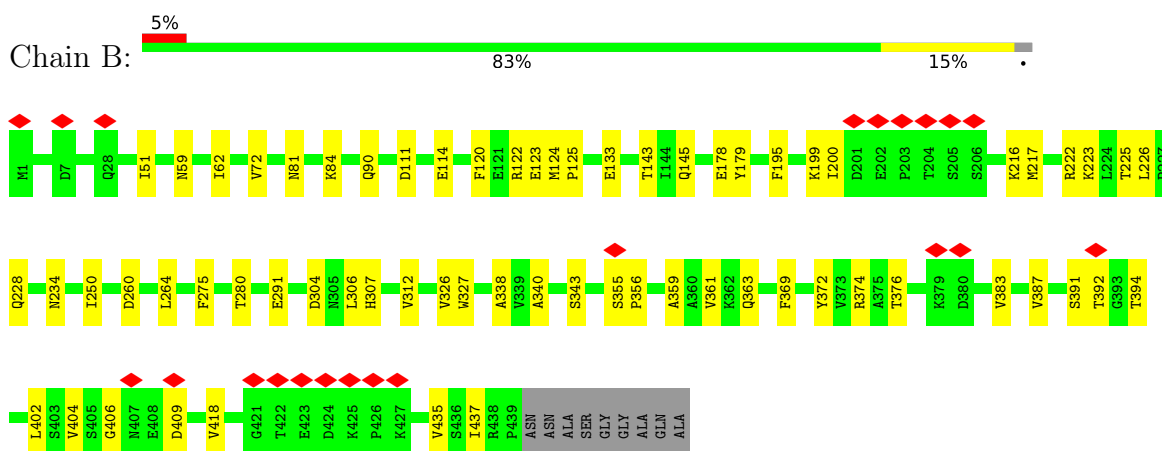 5%
Chain B:
83% 15% •
M1 D7 Q28 I51 N59 I62 V72 N81 K84 Q90 D111 E114 F120 E121 R122 E123 M124 P125 E133 T143 I144 Q145 E178 Y179 F195 K199 I200 D201 E202 P203 T204 S205 S206 K216 M217 R222 K223 L224 T225 L226
Q228 N234 I250 D260 L264 F275 T280 E291 D304 N305 L306 H307 V312 V326 W327 A338 V339 A340 S343 S355 P356 A359 A360 V361 K362 Q363 F369 Y372 V373 R374 A375 T376 K379 D380 V383 V387 S391 T392 G393 T394
L402 S403 V404 S405 G406 N407 E408 D409 V418 G421 T422 E423 D424 K425 P426 K427 V435 S436 I437 R438 P439 ASN ASN ALA SER GLY GLY ALA GLN ALA